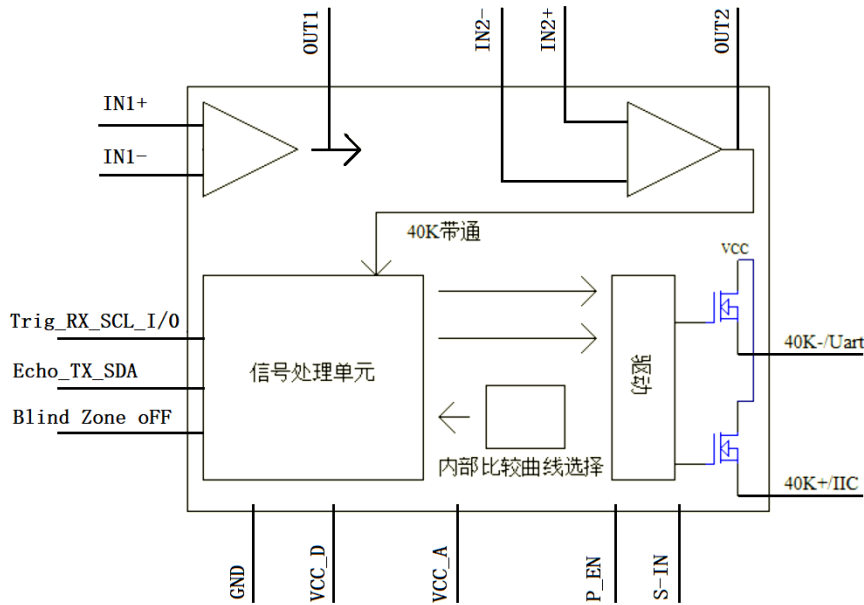 OUT1
IN2-
IN2+
OUT2
IN1+
IN1-
40K带通
VCC
Trig_RX_SCL_I/O
Echo_TX_SDA
Blind Zone oFF
信号处理单元
驱动
40K-/Uart
内部比较曲线选择
40K+/IIC
GND
VCC_D
VCC_A
P_EN
S-IN